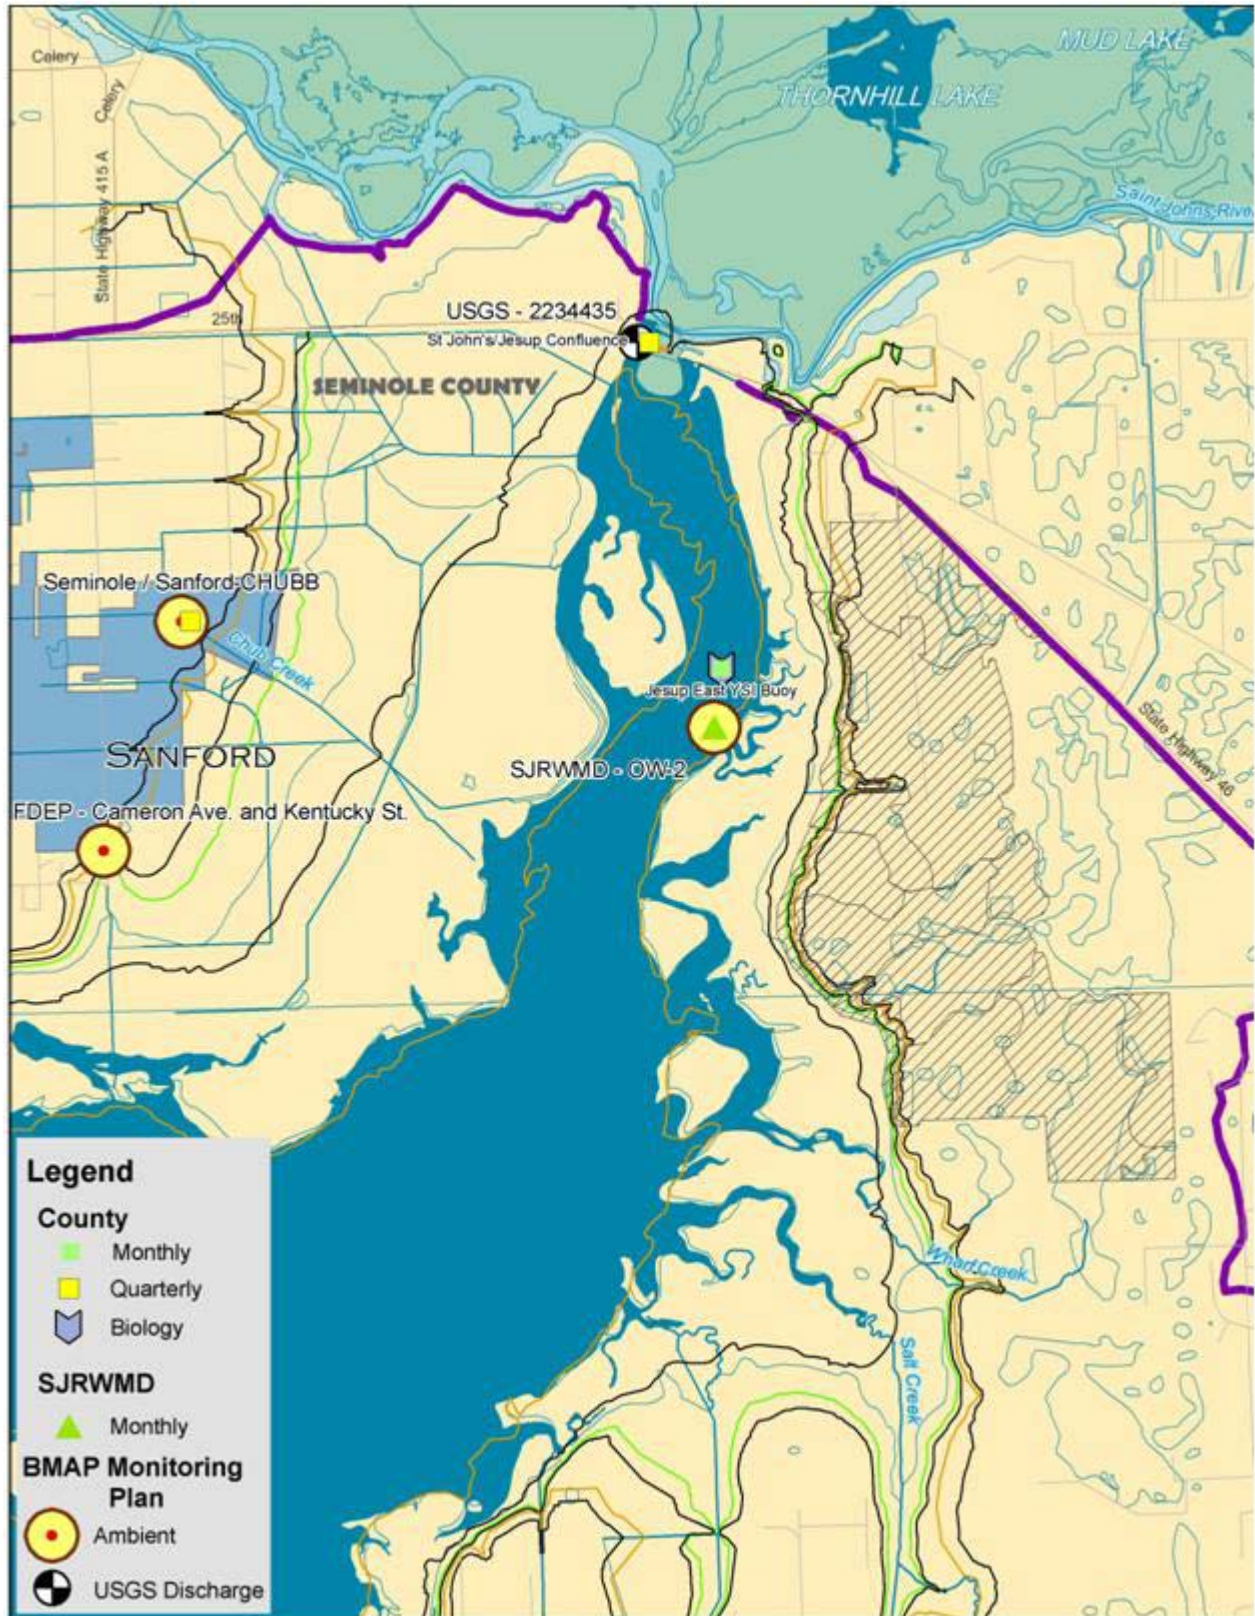 MUD LAKE
A
Celery
Celery
THORNHILL LAKE
State Highway 415 A
Saint Johns Rive
USGS - 2234435
25th
St John's/Jesup Confluence
SEMINOLE COUNTY
Seminole / Sanford-CHUBB
Chub Creek
Jesup East YSI Buoy
State Highway 46
SANFORD
SJRWMD - OW-2
FDEP - Cameron Ave. and Kentucky St.
Wharf Creek
Salt Creek
Legend
County
Monthly
Quarterly
Biology
SJRWMD
Monthly
BMAP Monitoring
Plan
Ambient
USGS Discharge